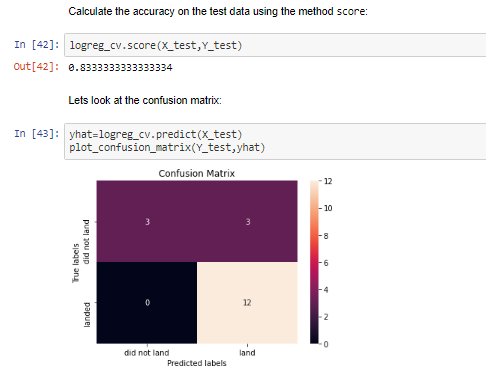 Calculate the accuracy on the test data using the method score:
In [42]: logreg_cv.score(X_test,Y_test)
Out[42]: 0.8333333333333334
Lets look at the confusion matrix:
In [43]: yhat=logreg_cv.predict(X_test)
plot_confusion_matrix(Y_test,yhat)
Confusion Matrix
True labels
did not land
landed
3
3
0
12
did not land
land
Predicted labels
12
10
8
6
4
2
0